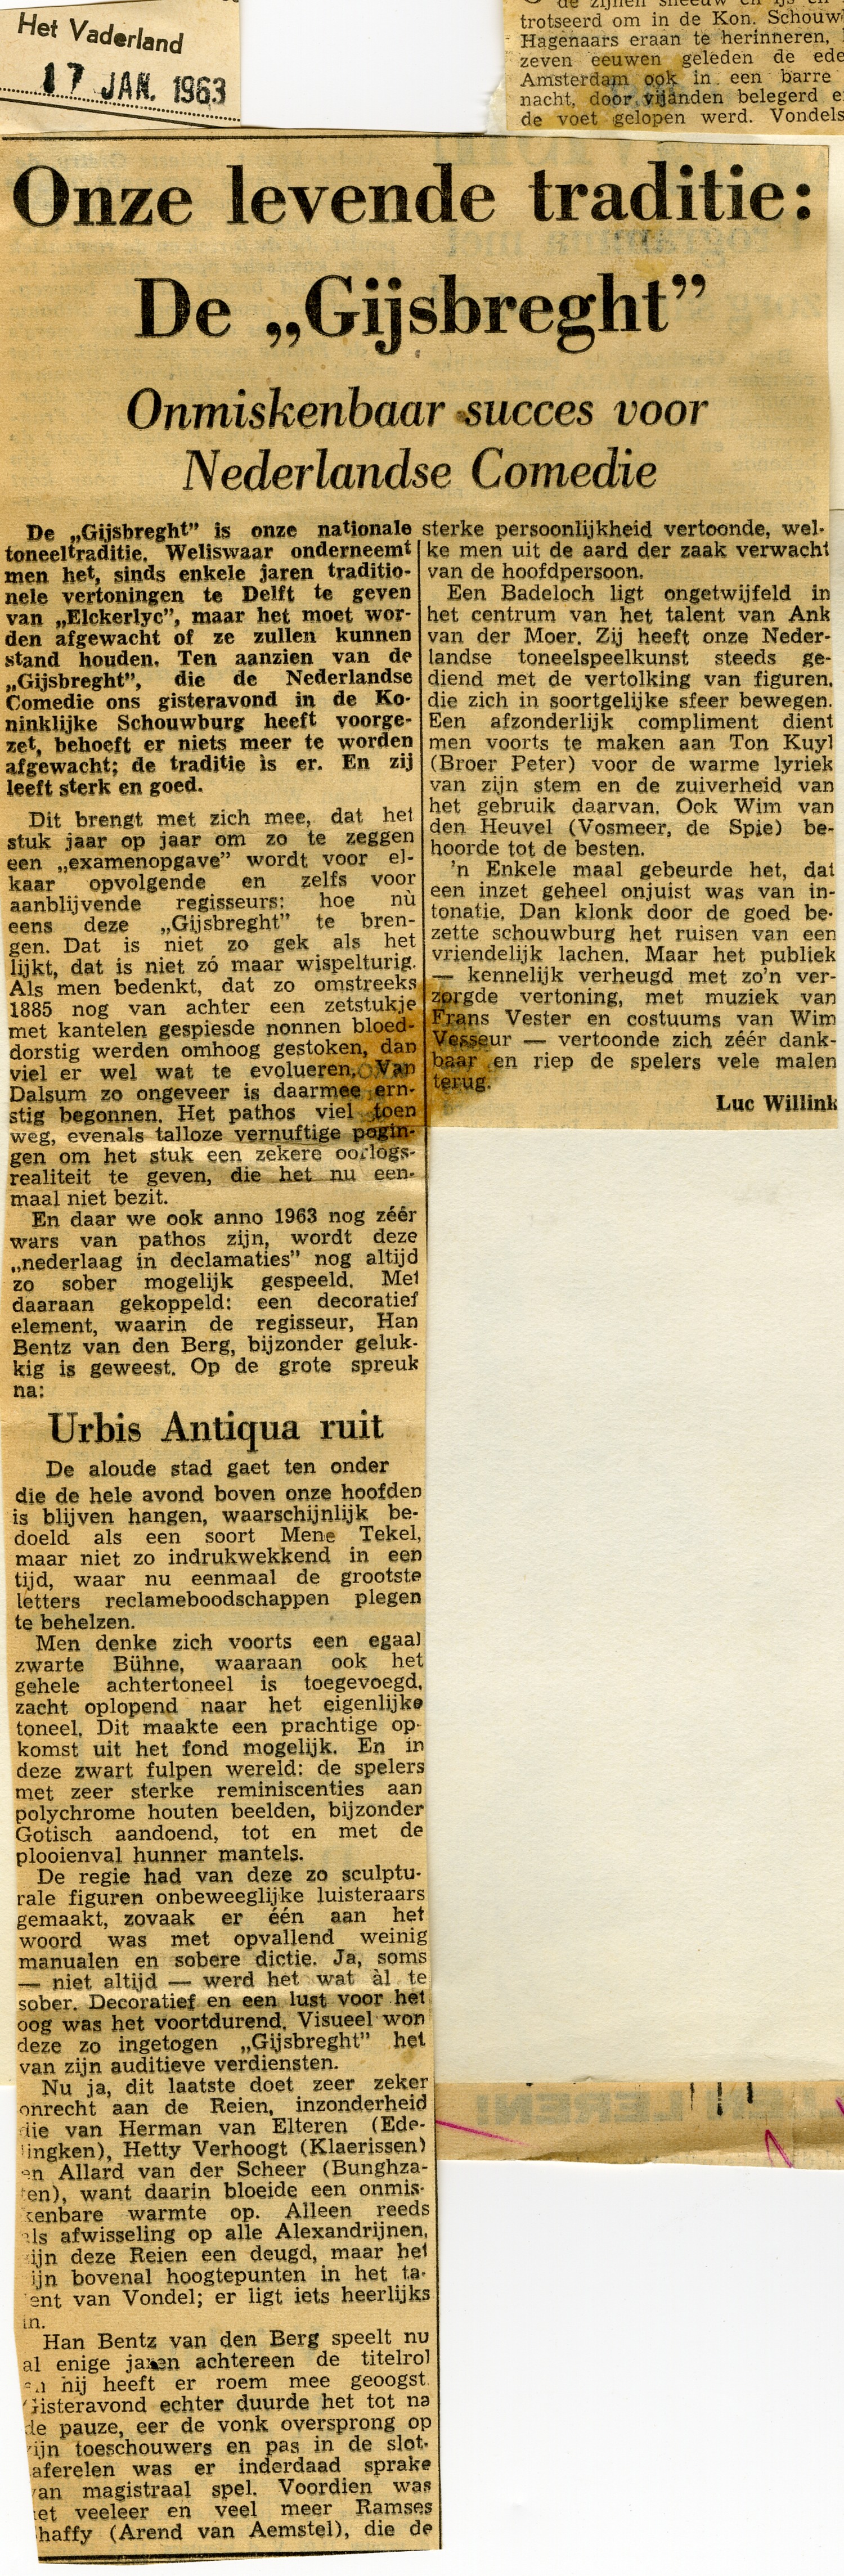 Het Vaderland
17 JAN. 1963
trotseerd om in de Kon. Schouw
Hagenaars eraan te herinneren,
zeven eeuwen geleden de ede
Amsterdam ook in een barre
nacht, door vijanden belegerd e
de voet gelopen werd. Vondels
Onze levende traditie:
De „Gijsbreght”
Onmiskenbaar succes voor
Nederlandse Comedie
De „Gijsbreght” is onze nationale
toneeltraditie. Weliswaar onderneemt
men het, sinds enkele jaren traditio-
nele vertoningen te Delft te geven
van „Elckerlyc”, maar het moet wor-
den afgewacht of ze zullen kunnen
stand houden. Ten aanzien van de
„Gijsbreght”, die de Nederlandse
Comedie ons gisteravond in de Ko-
ninklijke Schouwburg heeft voorge-
zet, behoeft er niets meer te worden
afgewacht; de traditie is er. En zij
leeft sterk en goed.
Dit brengt met zich mee, dat het
stuk jaar op jaar om zo te zeggen
een „examenopgave” wordt voor el-
kaar opvolgende en zelfs voor
aanblijvende regisseurs: hoe nù
eens deze „Gijsbreght” te bren-
gen. Dat is niet zo gek als het
lijkt, dat is niet zó maar wispelturig.
Als men bedenkt, dat zo omstreeks
1885 nog van achter een zetstukje
met kantelen gespiesde nonnen bloed-
dorstig werden omhoog gestoken, dan
viel er wel wat te evolueren. Van
Dalsum zo ongeveer is daarmee ern-
stig begonnen. Het pathos viel toen
weg, evenals talloze vernuftige pogin-
gen om het stuk een zekere oorlogs-
realiteit te geven, die het nu een-
maal niet bezit.
En daar we ook anno 1963 nog zéér
wars van pathos zijn, wordt deze
„nederlaag in declamaties” nog altijd
zo sober mogelijk gespeeld. Met
daaraan gekoppeld: een decoratief
element, waarin de regisseur, Han
Bentz van den Berg, bijzonder geluk-
kig is geweest. Op de grote spreuk
na:
Urbis Antiqua ruit
De aloude stad gaet ten onder
die de hele avond boven onze hoofden
is blijven hangen, waarschijnlijk be-
doeld als een soort Mene Tekel,
maar niet zo indrukwekkend in een
tijd, waar nu eenmaal de grootste
letters reclameboodschappen plegen
te behelzen.
Men denke zich voorts een egaal
zwarte Bühne, waaraan ook het
gehele achtertoneel is toegevoegd,
zacht oplopend naar het eigenlijke
toneel. Dit maakte een prachtige op-
komst uit het fond mogelijk. En in
deze zwart fulpen wereld: de spelers
met zeer sterke reminiscenties aan
polychrome houten beelden, bijzonder
Gotisch aandoend, tot en met de
plooienval hunner mantels.
De regie had van deze zo sculptu-
rale figuren onbeweeglijke luisteraars
gemaakt, zovaak er één aan het
woord was met opvallend weinig
manualen en sobere dictie. Ja, soms
— niet altijd — werd het wat àl te
sober. Decoratief en een lust voor het
oog was het voortdurend. Visueel won
deze zo ingetogen „Gijsbreght” het
van zijn auditieve verdiensten.
Nu ja, dit laatste doet zeer zeker
onrecht aan de Reien, inzonderheid
die van Herman van Elteren (Ede-
lingken), Hetty Verhoogt (Klaerissen)
en Allard van der Scheer (Bunghza-
ten), want daarin bloeide een onmis-
kenbare warmte op. Alleen reeds
als afwisseling op alle Alexandrijnen,
zijn deze Reien een deugd, maar het
zijn bovenal hoogtepunten in het ta-
lent van Vondel; er ligt iets heerlijks
in.
Han Bentz van den Berg speelt nu
al enige jaren achtereen de titelrol
en hij heeft er roem mee geoogst.
Gisteravond echter duurde het tot na
de pauze, eer de vonk oversprong op
zijn toeschouwers en pas in de slot-
taferelen was er inderdaad sprake
van magistraal spel. Voordien was
het veeleer en veel meer Ramses
Shaffy (Arend van Aemstel), die de
sterke persoonlijkheid vertoonde, wel-
ke men uit de aard der zaak verwacht
van de hoofdpersoon.
Een Badeloch ligt ongetwijfeld in
het centrum van het talent van Ank
van der Moer. Zij heeft onze Neder-
landse toneelspeelkunst steeds ge-
diend met de vertolking van figuren,
die zich in soortgelijke sfeer bewegen.
Een afzonderlijk compliment dient
men voorts te maken aan Ton Kuyl
(Broer Peter) voor de warme lyriek
van zijn stem en de zuiverheid van
het gebruik daarvan. Ook Wim van
den Heuvel (Vosmeer, de Spie) be-
hoorde tot de besten.
'n Enkele maal gebeurde het, dat
een inzet geheel onjuist was van in-
tonatie. Dan klonk door de goed be-
zette schouwburg het ruisen van een
vriendelijk lachen. Maar het publiek
— kennelijk verheugd met zo'n ver-
zorgde vertoning, met muziek van
Frans Vester en costuums van Wim
Vesseur — vertoonde zich zéér dank-
baar en riep de spelers vele malen
terug.
Luc Willink